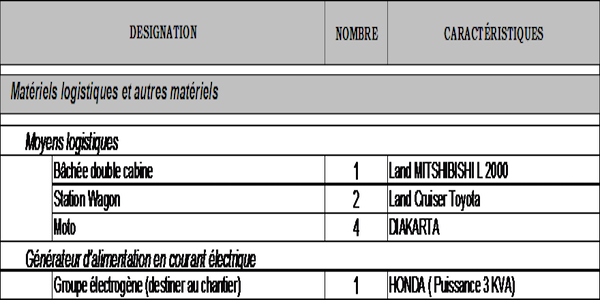 DESIGNATION NOMBRE CARACTÉRISTIQUES
Matériels logistiques et autres matériels
Moyens logistiques
Bâchée double cabine 1 Land MITSHIBISHI L 2000
Station Wagon 2 Land Cruiser Toyota
Moto 4 DIAKARTA
Générateur d'alimentation en courant électrique
Groupe électrogène (destiner au chantier) 1 HONDA ( Puissance 3 KVA)